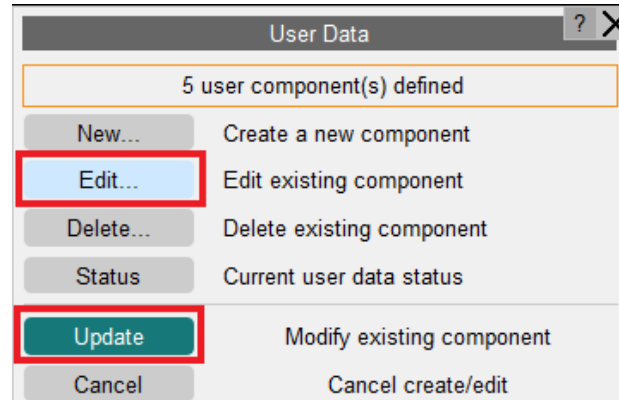 User Data ? X
5 user component(s) defined
New... Create a new component
Edit... Edit existing component
Delete... Delete existing component
Status Current user data status
Update Modify existing component
Cancel Cancel create/edit